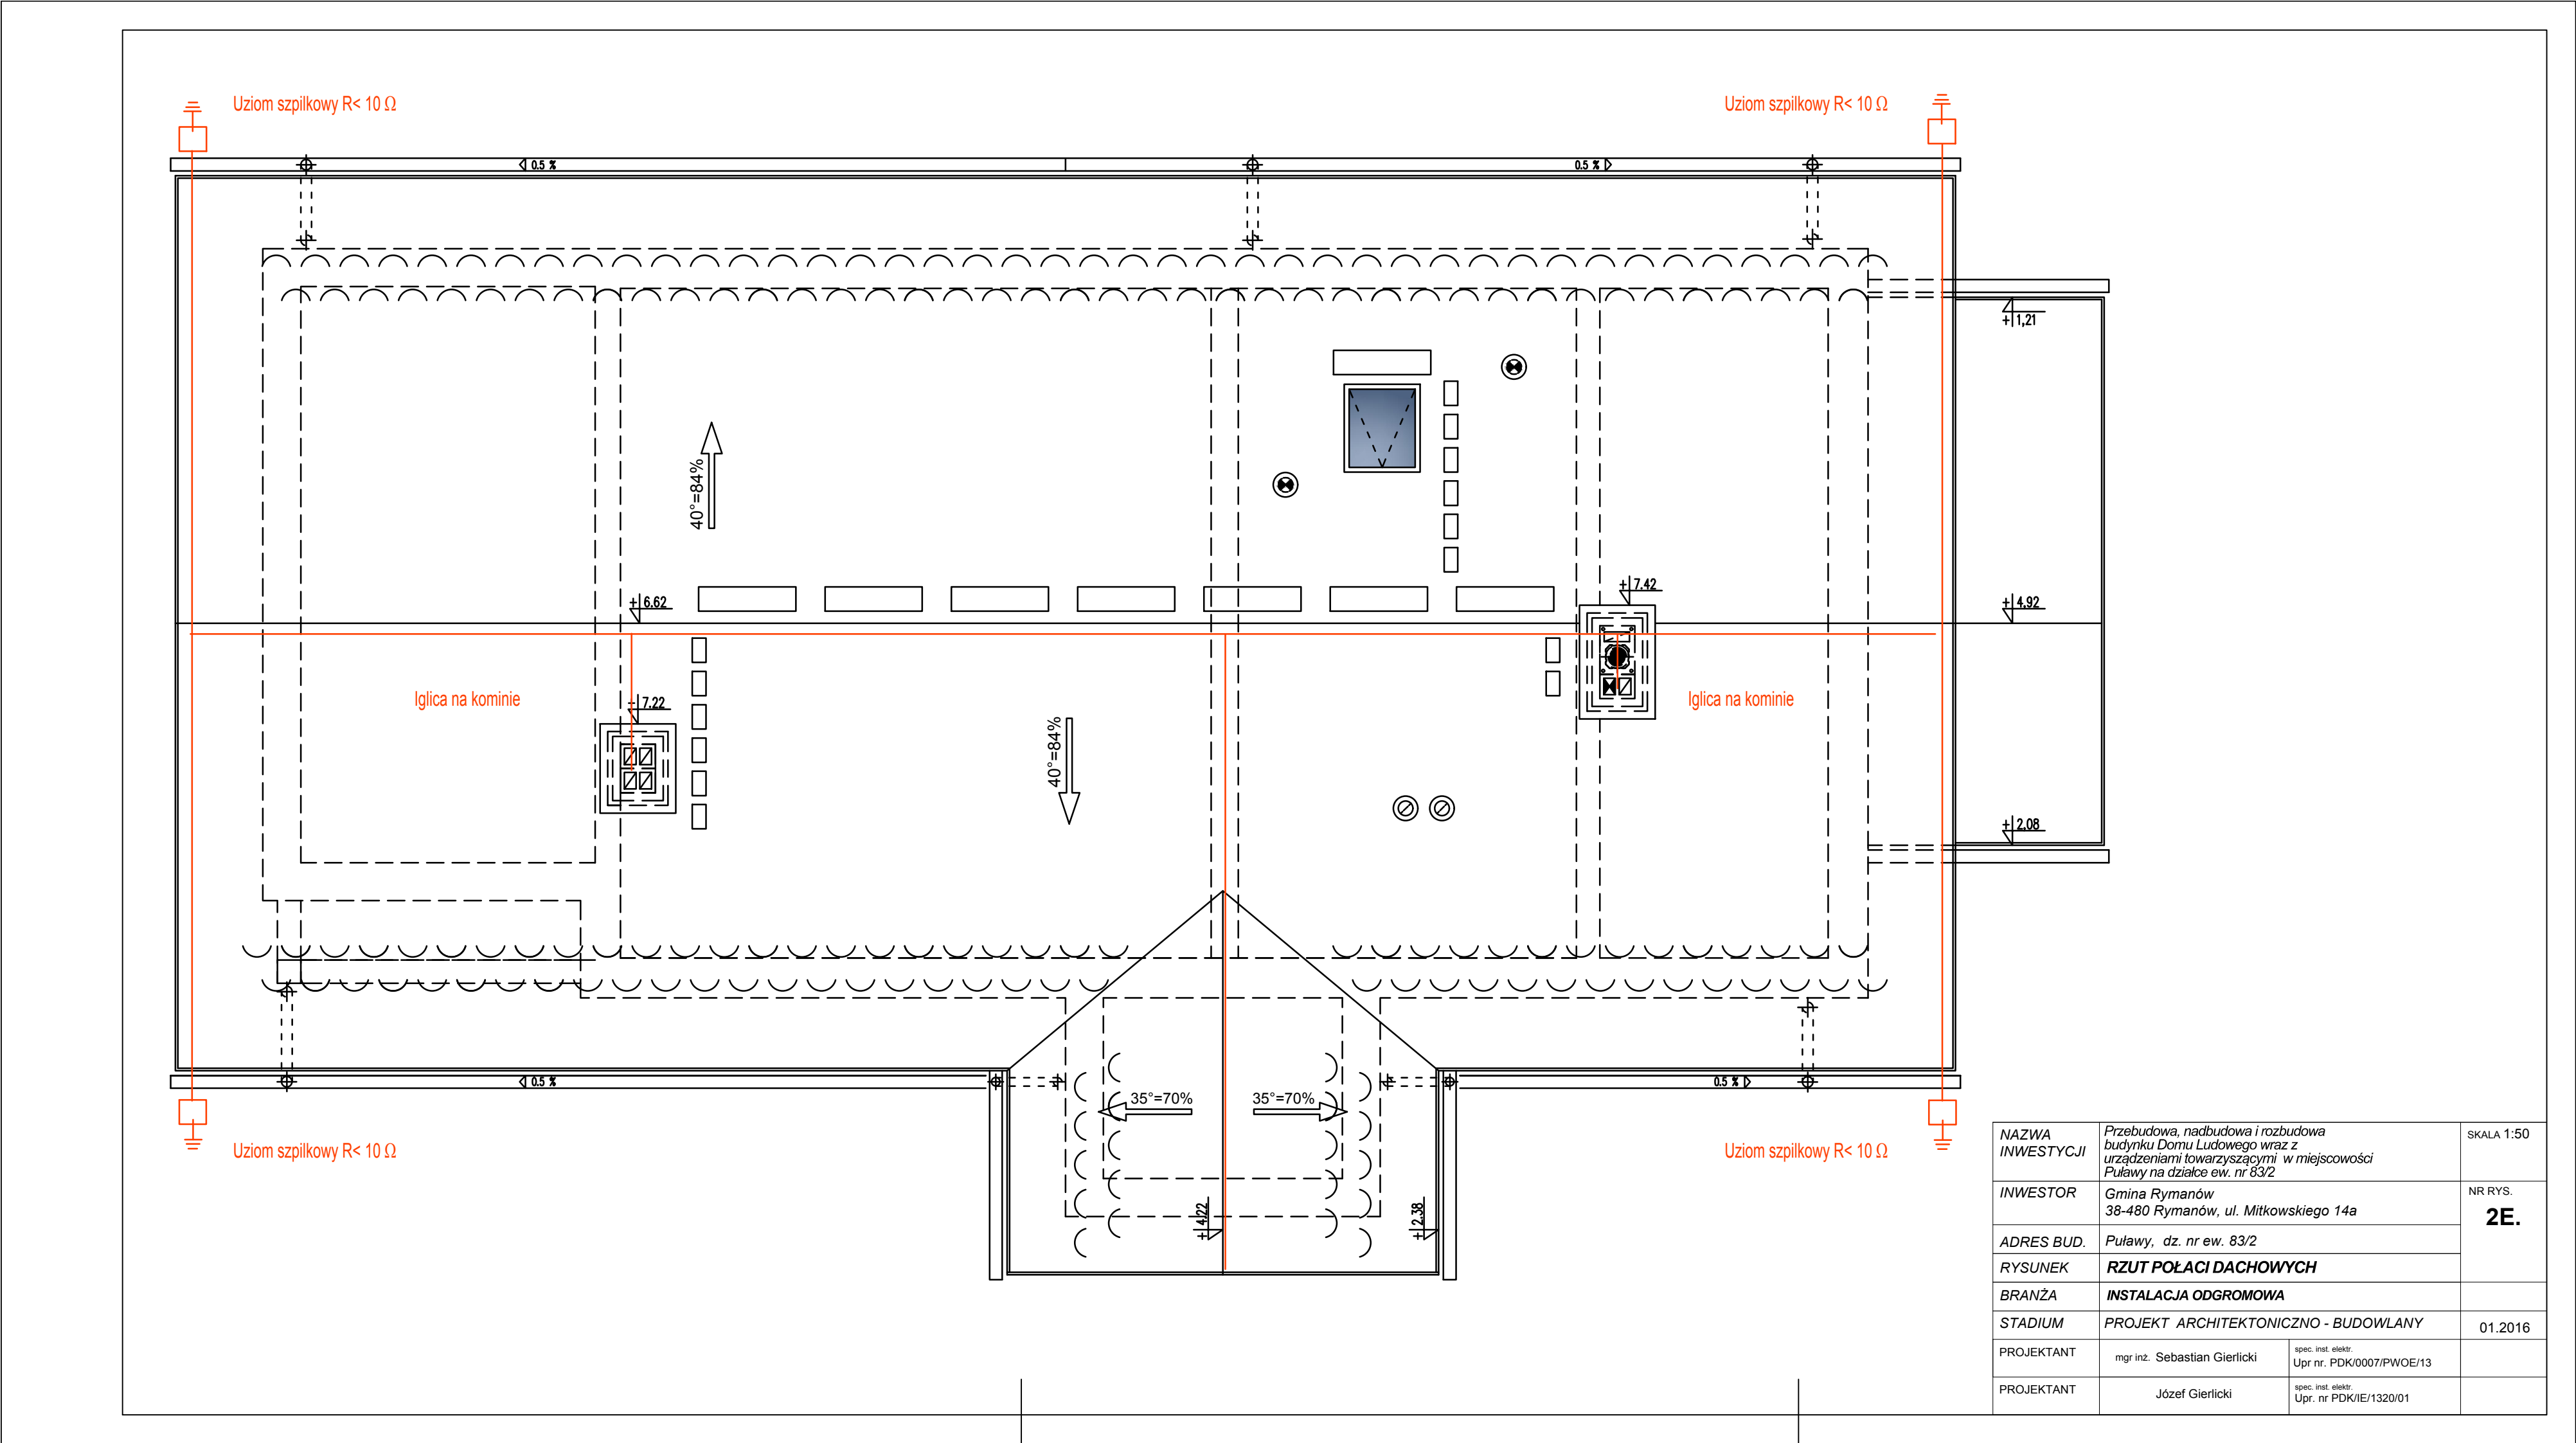 Uziom szpilkowy R< 10 Ω
Uziom szpilkowy R< 10 Ω
0.5 %
0.5 %
+ 1,21
40°=84%
+ 6.62
+ 7.42
+ 4,92
Iglica na kominie
+ 7.22
Iglica na kominie
40°=84%
+ 2,08
0.5 %
0.5 %
35°=70%
35°=70%
+ 4,22
+ 2,38
Uziom szpilkowy R< 10 Ω
Uziom szpilkowy R< 10 Ω
NAZWA
INWESTYCJI
Przebudowa, nadbudowa i rozbudowa
budynku Domu Ludowego wraz z
urządzeniami towarzyszącymi w miejscowości
Puławy na działce ew. nr 83/2
SKALA 1:50
INWESTOR
Gmina Rymanów
38-480 Rymanów, ul. Mitkowskiego 14a
NR RYS.
2E.
ADRES BUD.
Puławy, dz. nr ew. 83/2
RYSUNEK
RZUT POŁACI DACHOWYCH
BRANŻA
INSTALACJA ODGROMOWA
STADIUM
PROJEKT ARCHITEKTONICZNO - BUDOWLANY
01.2016
PROJEKTANT
mgr inż. Sebastian Gierlicki
spec. inst. elektr.
Upr nr. PDK/0007/PWOE/13
PROJEKTANT
Józef Gierlicki
spec. inst. elektr.
Upr. nr PDK/IE/1320/01